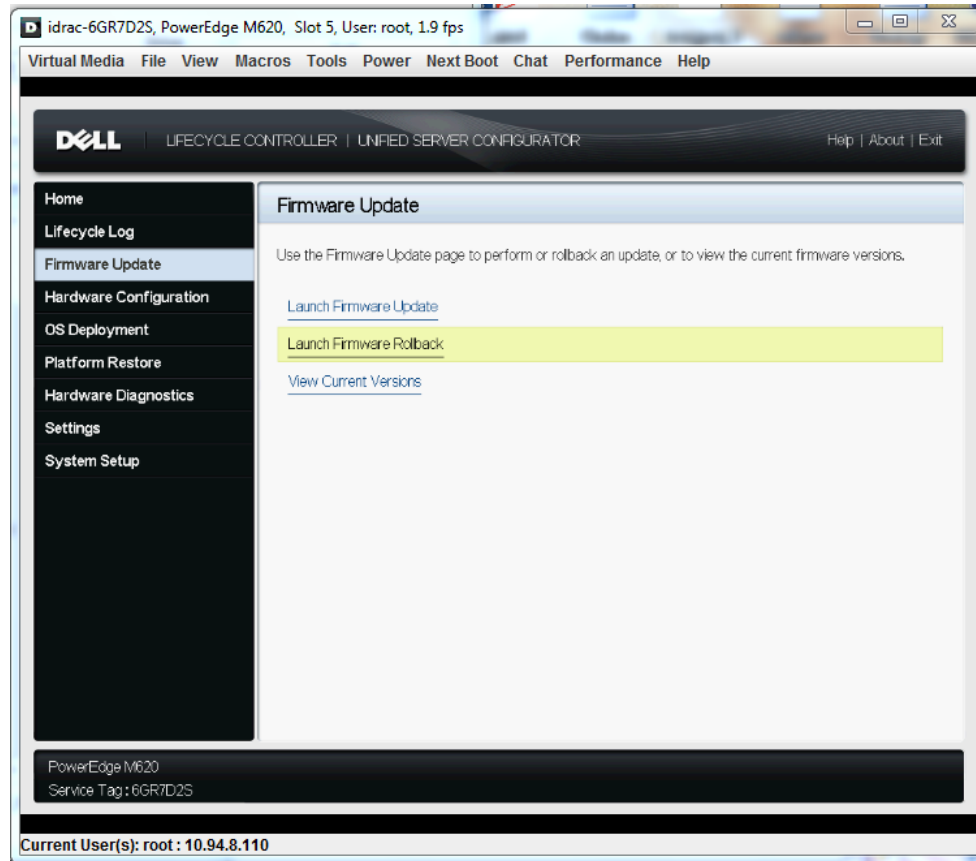 idrac-6GR7D2S, PowerEdge M620, Slot 5, User: root, 1.9 fps
Virtual Media File View Macros Tools Power Next Boot Chat Performance Help
DELL LIFECYCLE CONTROLLER | UNIFIED SERVER CONFIGURATOR Help | About | Exit
Home
Lifecycle Log
Firmware Update
Hardware Configuration
OS Deployment
Platform Restore
Hardware Diagnostics
Settings
System Setup
Firmware Update
Use the Firmware Update page to perform or rollback an update, or to view the current firmware versions.
Launch Firmware Update
Launch Firmware Rollback
View Current Versions
PowerEdge M620
Service Tag : 6GR7D2S
Current User(s): root : 10.94.8.110